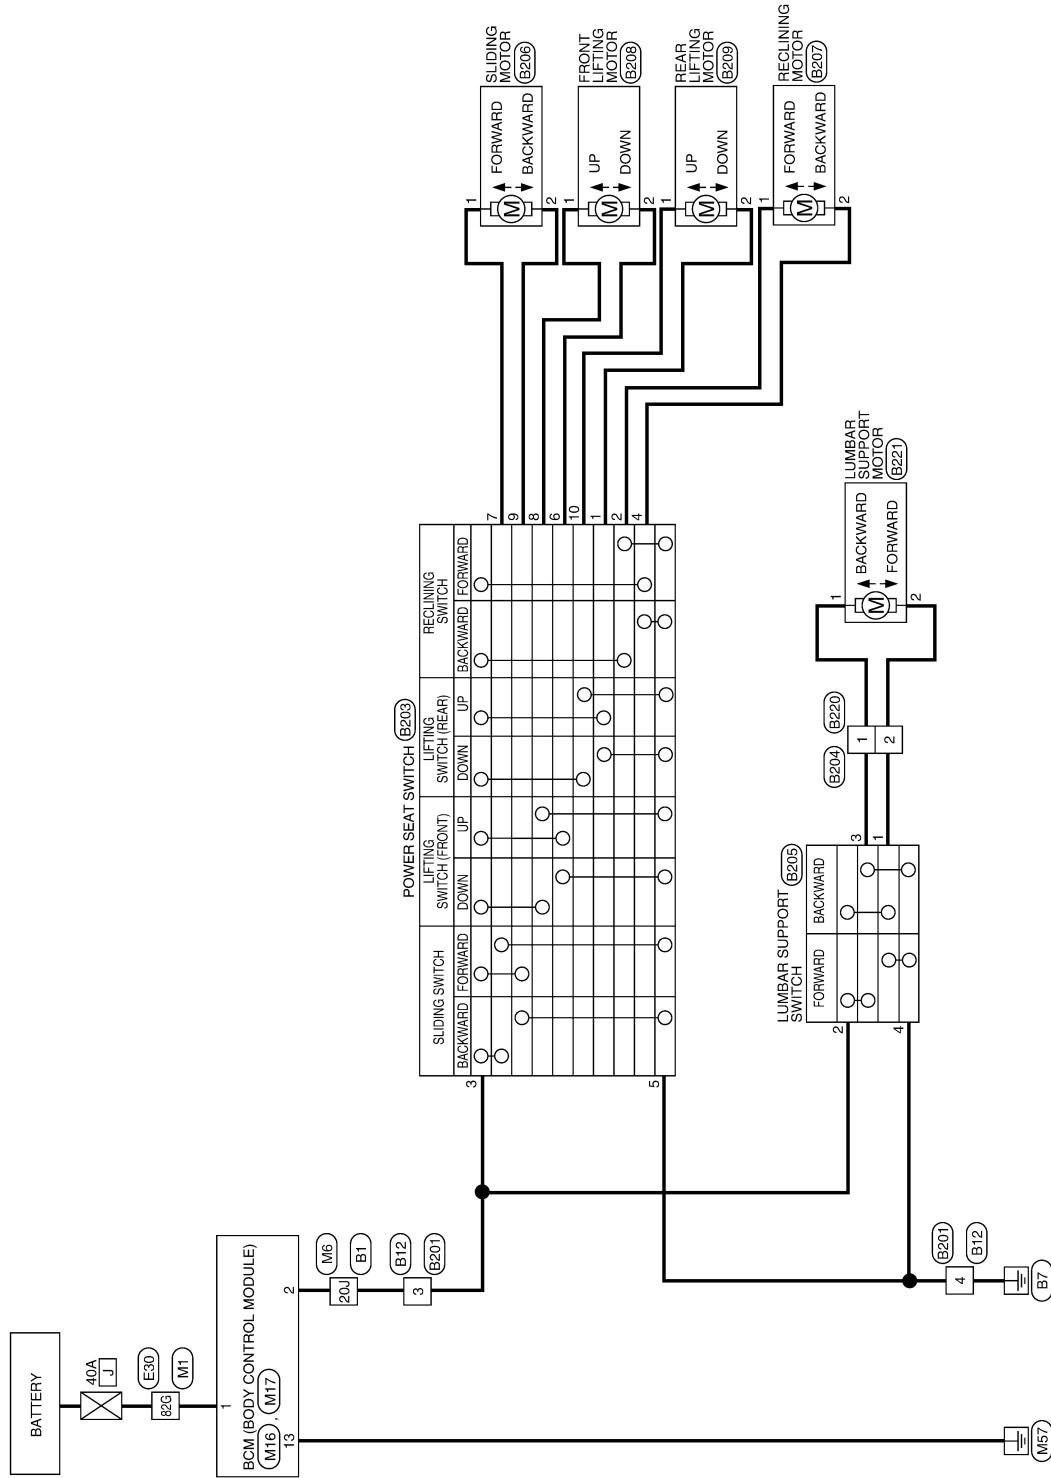 BATTERY
40A
J
E30
82G
M1
1
BCM (BODY CONTROL MODULE)
M16 , M17
13
2
M57
M6
20J
B1
B12
3
B201
POWER SEAT SWITCH B203
SLIDING SWITCH
LIFTING
SWITCH (FRONT)
LIFTING
SWITCH (REAR)
RECLINING
SWITCH
BACKWARD
FORWARD
DOWN
UP
DOWN
UP
BACKWARD
FORWARD
3
5
7
9
8
6
10
1
2
4
SLIDING
MOTOR
B206
1
2
M
FORWARD
BACKWARD
FRONT
LIFTING
MOTOR
B208
1
2
M
UP
DOWN
REAR
LIFTING
MOTOR
B209
1
2
M
UP
DOWN
RECLINING
MOTOR
B207
1
2
M
FORWARD
BACKWARD
LUMBAR SUPPORT
SWITCH
B205
FORWARD
BACKWARD
2
4
3
1
B204
B220
1
2
LUMBAR
SUPPORT
MOTOR
B221
1
2
M
BACKWARD
FORWARD
B201
4
B12
B7